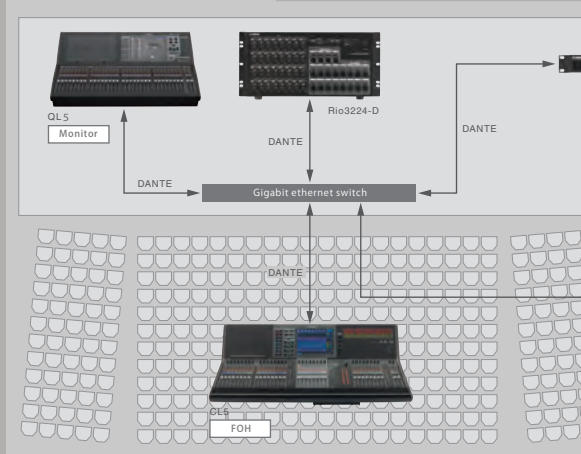 QL5
Monitor
Rio3224-D
DANTE
DANTE
DANTE
Gigabit ethernet switch
DANTE
CL5
FOH